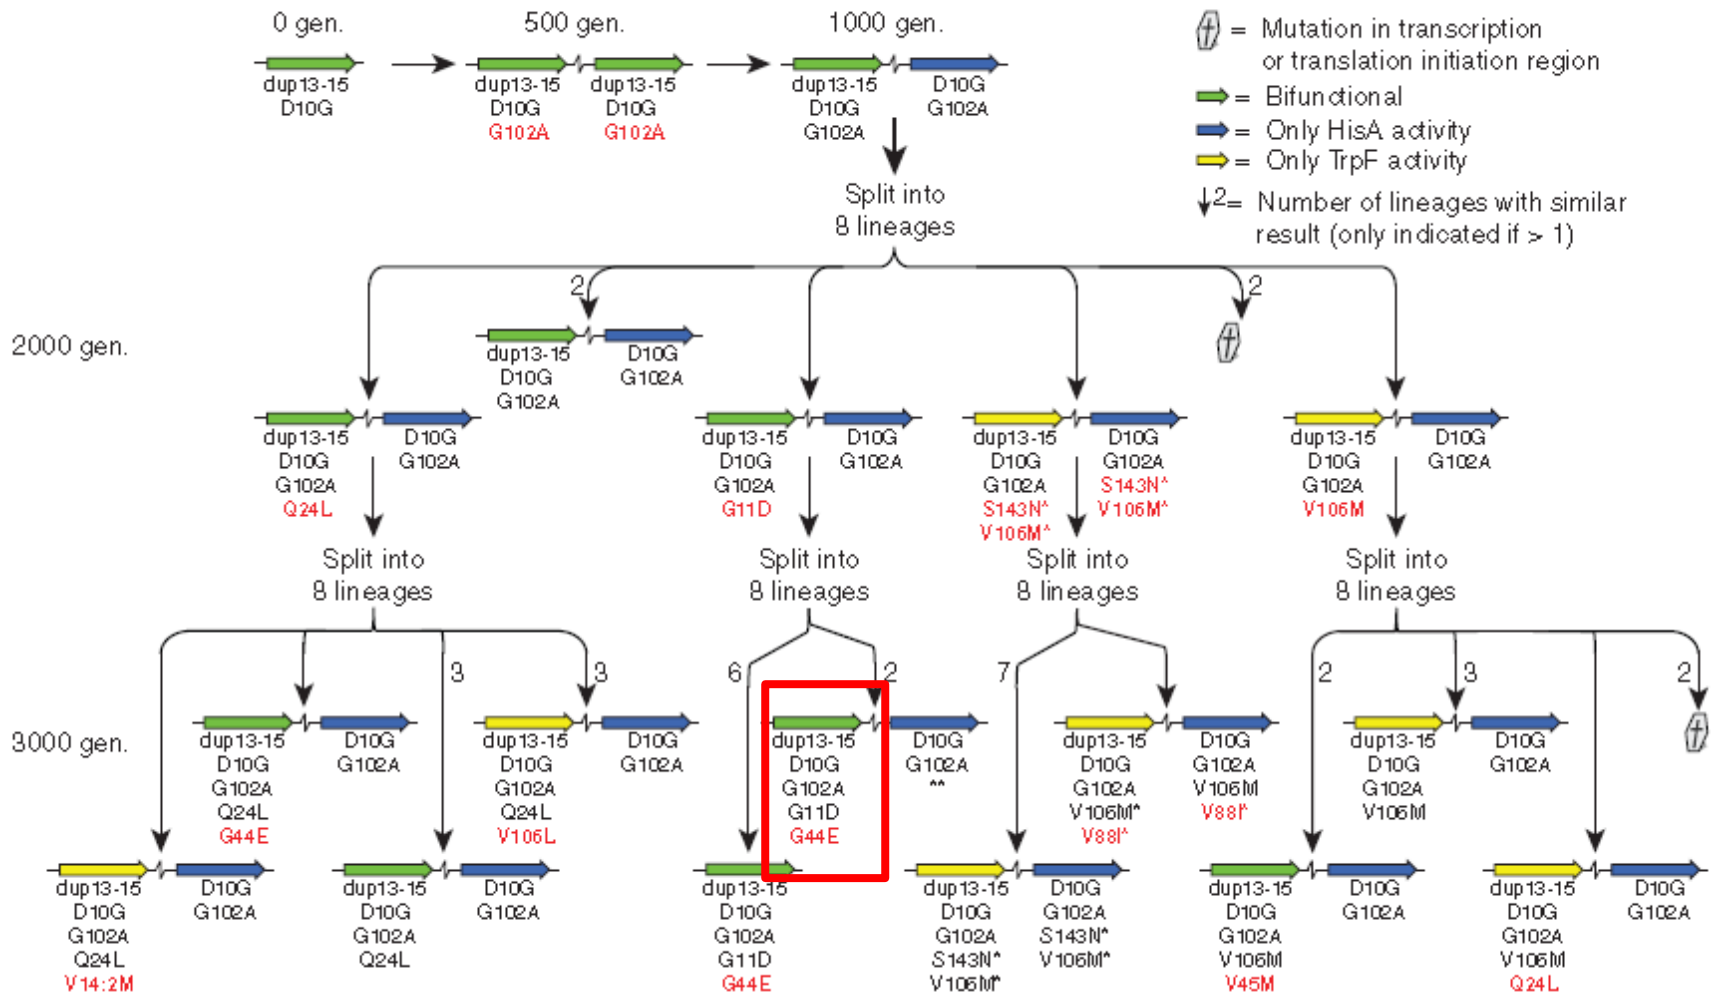 0 gen.
500 gen.
1000 gen.
dup13-15
D10G
dup13-15
D10G
G102A
dup13-15
D10G
G102A
dup13-15
D10G
G102A
D10G
G102A
= Mutation in transcription
or translation initiation region
= Bifunctional
= Only HisA activity
= Only TrpF activity
2= Number of lineages with similar
result (only indicated if > 1)
Split into
8 lineages
2
2
2000 gen.
dup13-15
D10G
G102A
D10G
G102A
dup13-15
D10G
G102A
Q24L
D10G
G102A
dup13-15
D10G
G102A
G11D
D10G
G102A
dup13-15
D10G
G102A
S143N^
V106M^
D10G
G102A
S143N^
V106M^
dup13-15
D10G
G102A
V106M
D10G
G102A
Split into
8 lineages
Split into
8 lineages
Split into
8 lineages
Split into
8 lineages
3
3
6
2
7
2
3
2
3000 gen.
dup13-15
D10G
G102A
Q24L
G44E
D10G
G102A
dup13-15
D10G
G102A
Q24L
V106L
D10G
G102A
dup13-15
D10G
G102A
G11D
G44E
D10G
G102A
^^
dup13-15
D10G
G102A
V106M^
V88I^
D10G
G102A
V106M
V88I^
dup13-15
D10G
G102A
V106M
D10G
G102A
dup13-15
D10G
G102A
Q24L
V14:2M
D10G
G102A
dup13-15
D10G
G102A
Q24L
D10G
G102A
dup13-15
D10G
G102A
G11D
G44E
dup13-15
D10G
G102A
S143N^
V106M^
D10G
G102A
S143N^
V106M^
dup13-15
D10G
G102A
V106M
V45M
D10G
G102A
dup13-15
D10G
G102A
V106M
Q24L
D10G
G102A